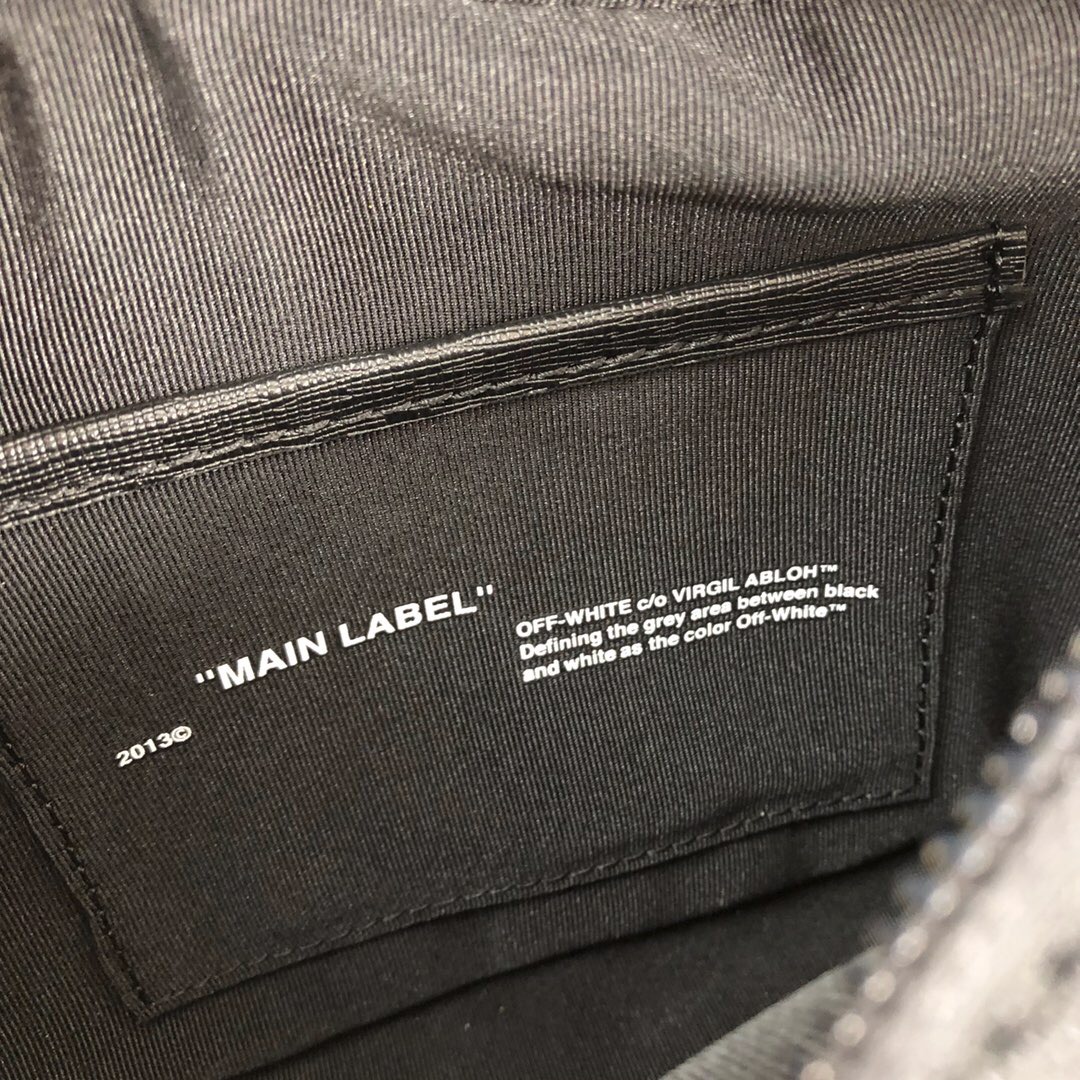 "MAIN LABEL"
2013©
OFF-WHITE c/o VIRGIL ABLOH™
Defining the grey area between black
and white as the color Off-White™